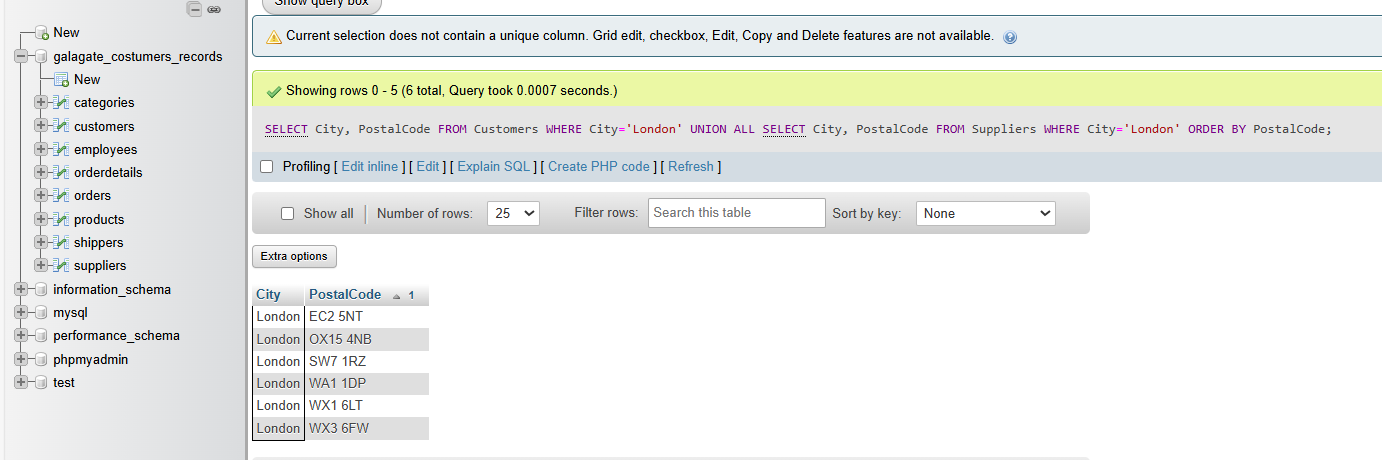 Show query box
New
galagate_costumers_records
New
categories
customers
employees
orderdetails
orders
products
shippers
suppliers
information_schema
mysql
performance_schema
phpmyadmin
test
Current selection does not contain a unique column. Grid edit, checkbox, Edit, Copy and Delete features are not available.
Showing rows 0 - 5 (6 total, Query took 0.0007 seconds.)
SELECT City, PostalCode FROM Customers WHERE City='London' UNION ALL SELECT City, PostalCode FROM Suppliers WHERE City='London' ORDER BY PostalCode;
Profiling [ Edit inline ] [ Edit ] [ Explain SQL ] [ Create PHP code ] [ Refresh ]
Show all Number of rows: 25 Filter rows: Search this table Sort by key: None
Extra options
City PostalCode 1
London EC2 5NT
London OX15 4NB
London SW7 1RZ
London WA1 1DP
London WX1 6LT
London WX3 6FW